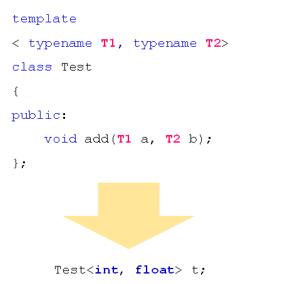 template
< typename T1, typename T2>
class Test
{
public:
void add(T1 a, T2 b);
};
Test<int, float> t;